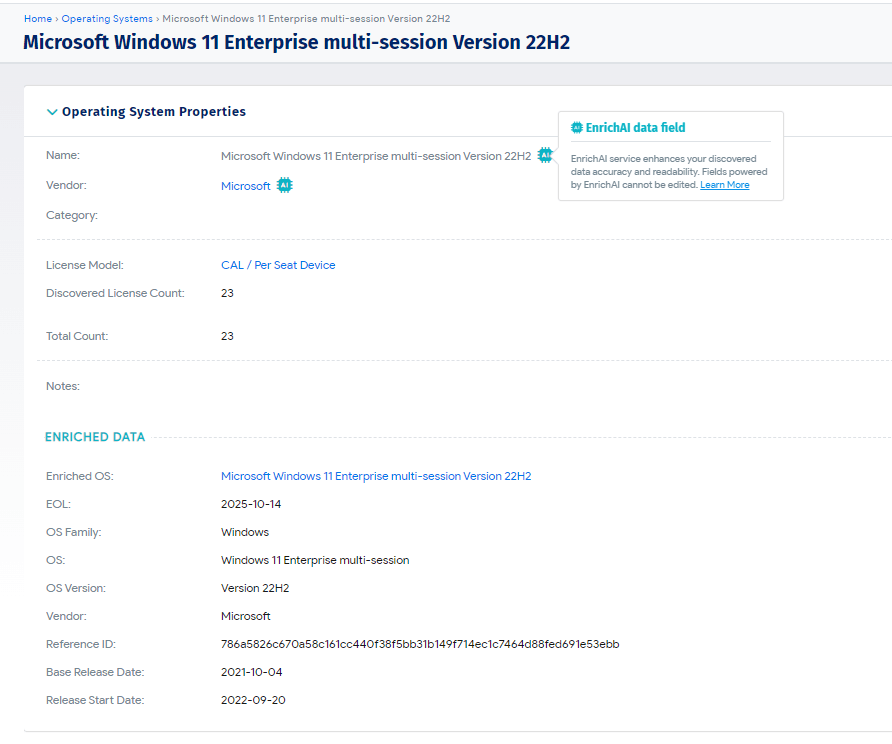 Home › Operating Systems › Microsoft Windows 11 Enterprise multi-session Version 22H2
Microsoft Windows 11 Enterprise multi-session Version 22H2
Operating System Properties
Name: Microsoft Windows 11 Enterprise multi-session Version 22H2 AI
EnrichAI data field
EnrichAI service enhances your discovered
data accuracy and readability. Fields powered
by EnrichAI cannot be edited. Learn More
Vendor: Microsoft AI
Category:
License Model: CAL / Per Seat Device
Discovered License Count: 23
Total Count: 23
Notes:
ENRICHED DATA
Enriched OS: Microsoft Windows 11 Enterprise multi-session Version 22H2
EOL: 2025-10-14
OS Family: Windows
OS: Windows 11 Enterprise multi-session
OS Version: Version 22H2
Vendor: Microsoft
Reference ID: 786a5826c670a58c161cc440f38f5bb31b149f714ec1c7464d88fed691e53ebb
Base Release Date: 2021-10-04
Release Start Date: 2022-09-20